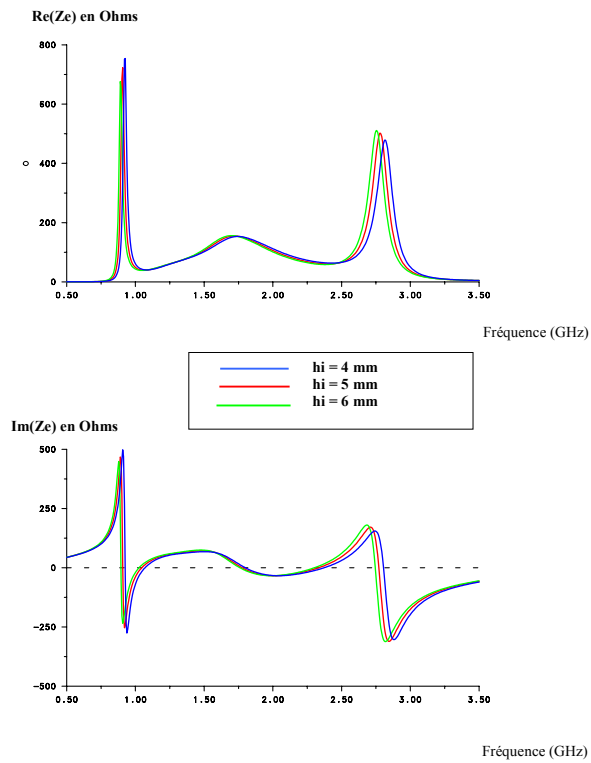 Re(Ze) en Ohms
800
600
400
200
0
0.50 1.00 1.50 2.00 2.50 3.00 3.50
Fréquence (GHz)
hi = 4 mm
hi = 5 mm
hi = 6 mm
Im(Ze) en Ohms
500
250
0
-250
-500
0.50 1.00 1.50 2.00 2.50 3.00 3.50
Fréquence (GHz)